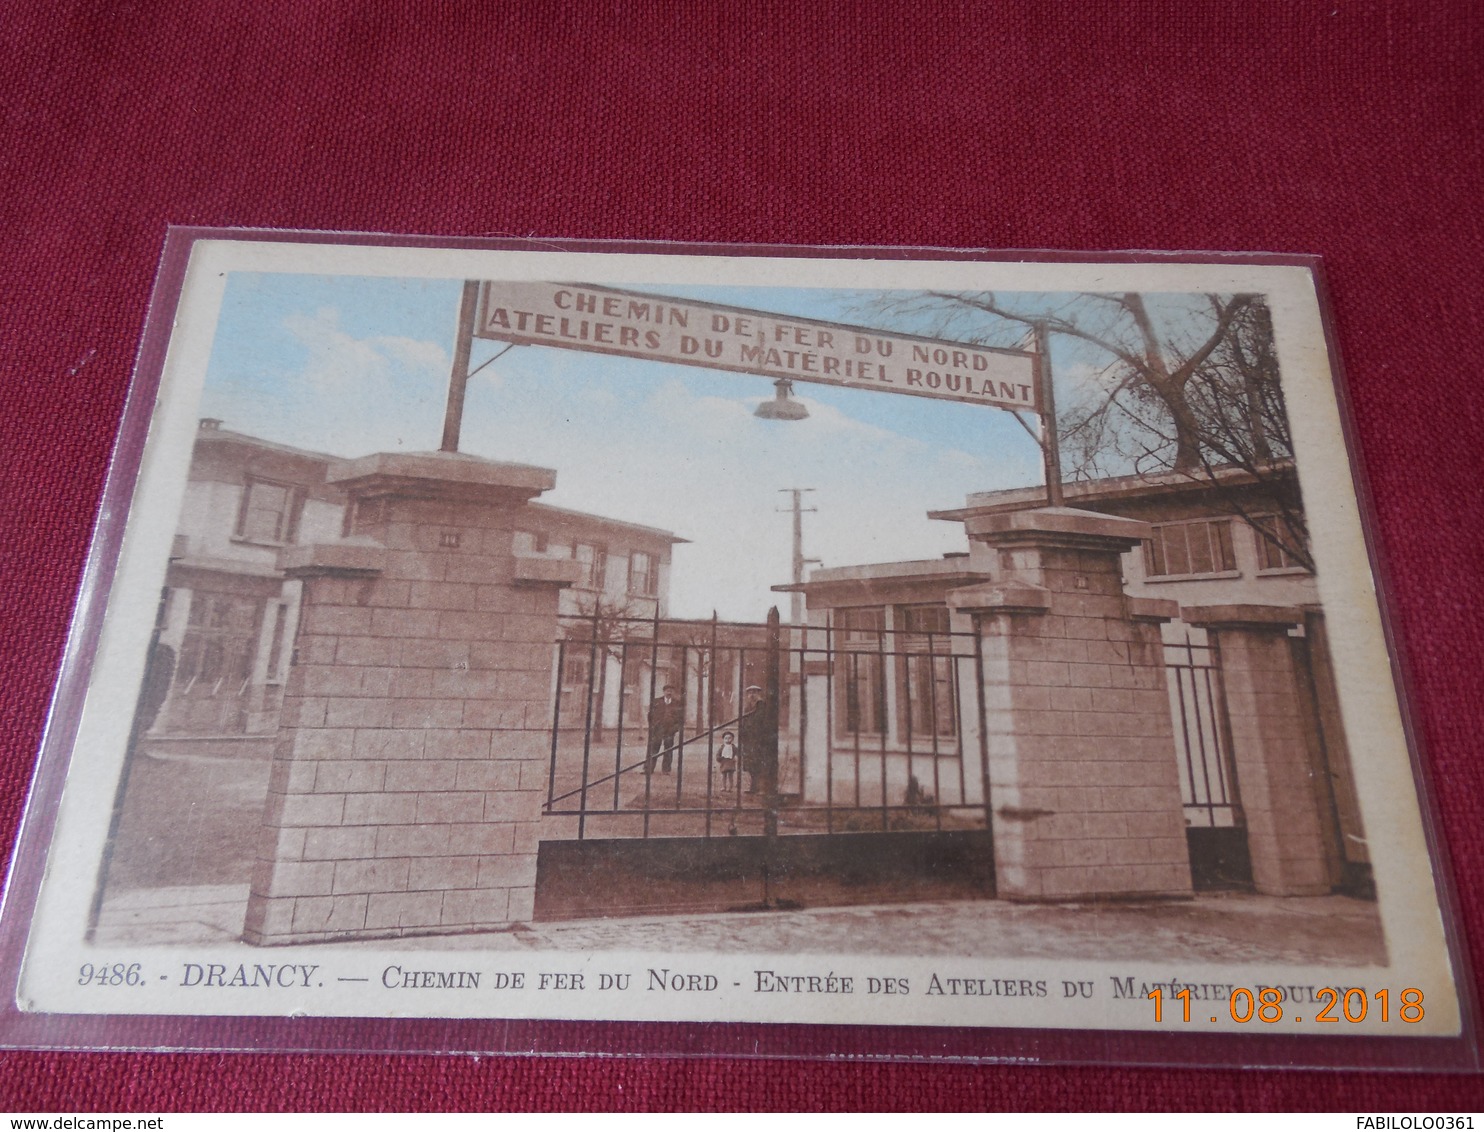 CHEMIN DE FER DU NORD
ATELIERS DU MATÉRIEL ROULANT
9486. - DRANCY. — CHEMIN DE FER DU NORD - ENTRÉE DES ATELIERS DU MATÉRIEL ROULANT
11.08.2018
www.delcampe.net
FABILOLO0361